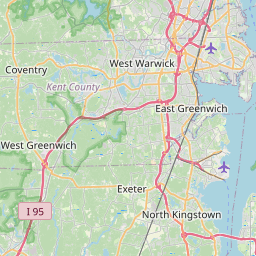 West Warwick
Coventry
Kent County
East Greenwich
West Greenwich
Exeter
I 95
North Kingstown